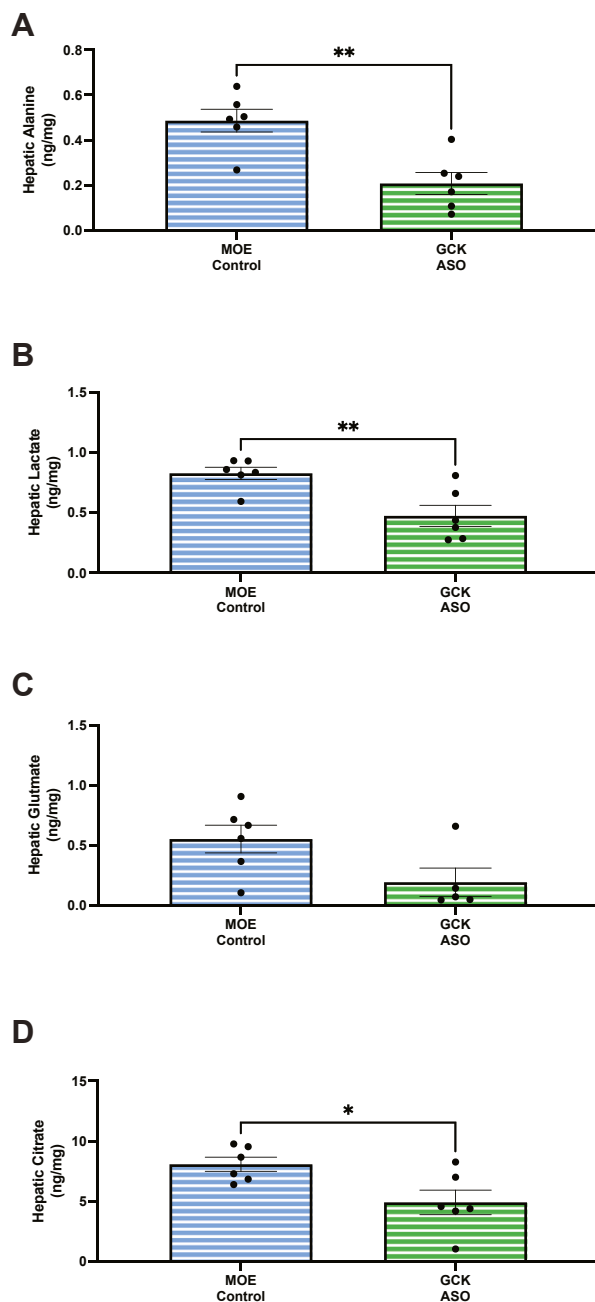 A
Hepatic Alanine
(ng/mg)
0.8
0.6
0.4
0.2
0.0
**
MOE
Control
GCK
ASO
B
Hepatic Lactate
(ng/mg)
1.5
1.0
0.5
0.0
**
MOE
Control
GCK
ASO
C
Hepatic Glutmate
(ng/mg)
1.5
1.0
0.5
0.0
MOE
Control
GCK
ASO
D
Hepatic Citrate
(ng/mg)
15
10
5
0
*
MOE
Control
GCK
ASO